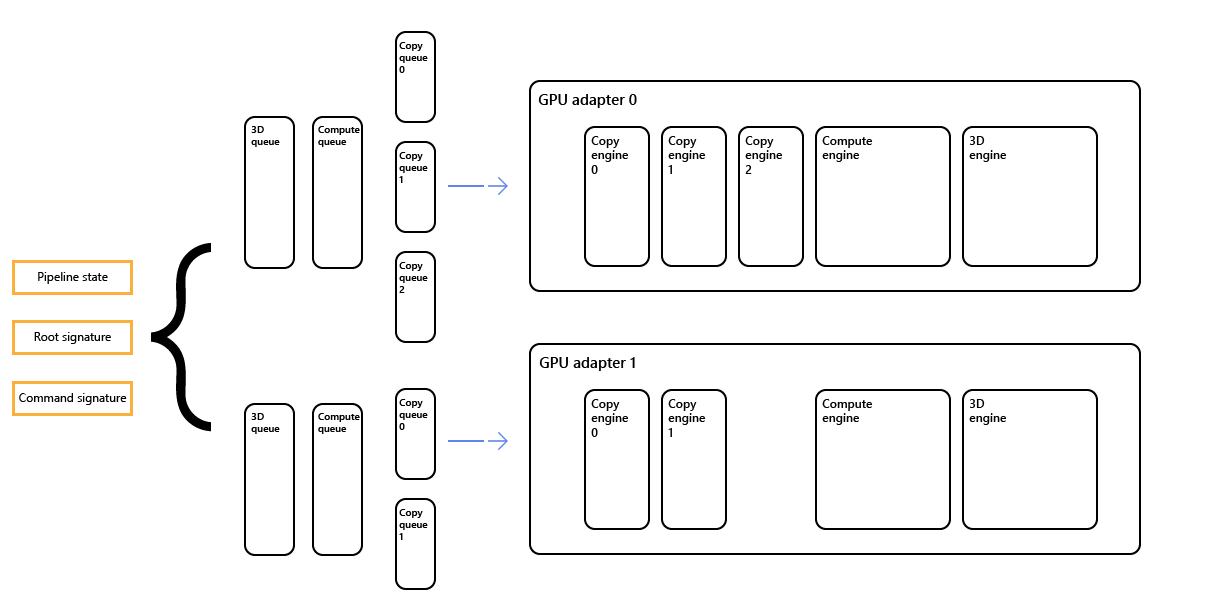 Pipeline state
Root signature
Command signature
3D
queue
Compute
queue
Copy
queue
0
Copy
queue
1
Copy
queue
2
GPU adapter 0
Copy
engine
0
Copy
engine
1
Copy
engine
2
Compute
engine
3D
engine
3D
queue
Compute
queue
Copy
queue
0
Copy
queue
1
GPU adapter 1
Copy
engine
0
Copy
engine
1
Compute
engine
3D
engine